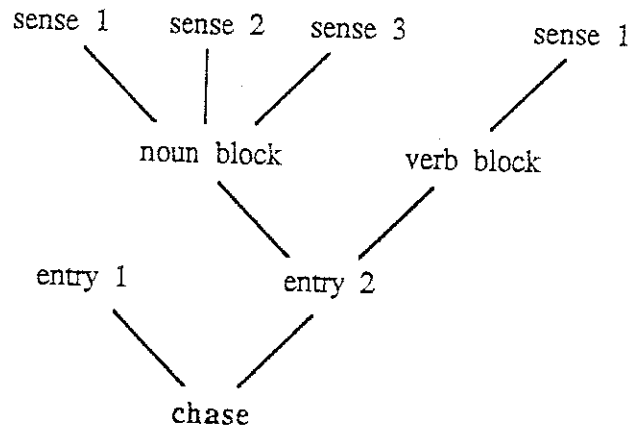 sense 1 sense 2 sense 3 sense 1
noun block verb block
entry 1 entry 2
chase